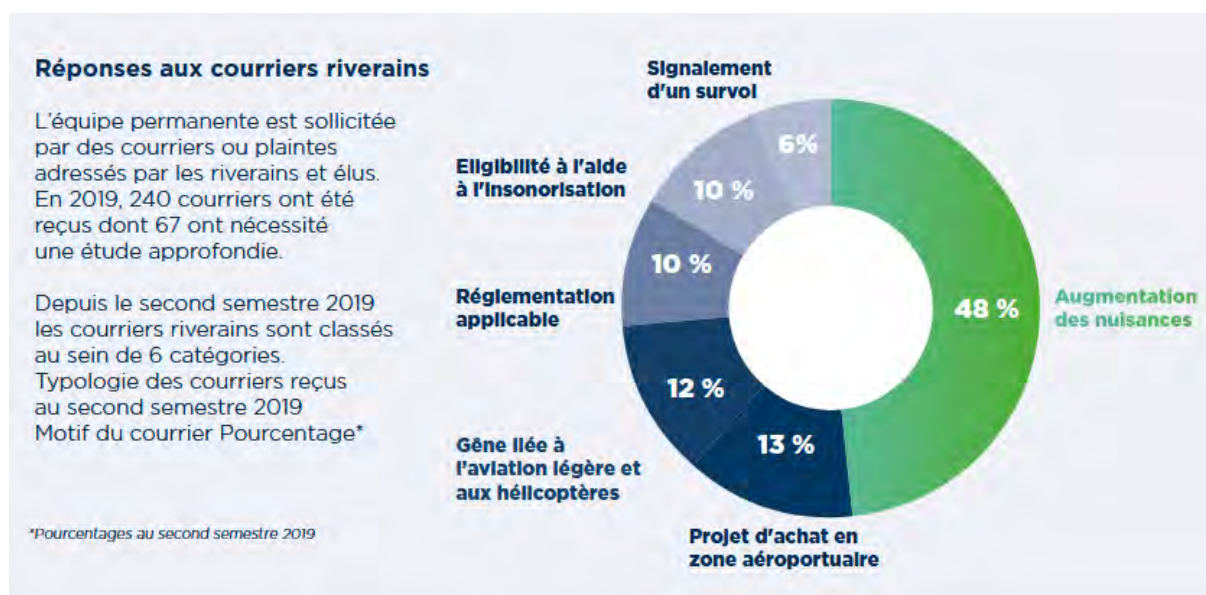 Réponses aux courriers riverains
L'équipe permanente est sollicitée
par des courriers ou plaintes
adressés par les riverains et élus.
En 2019, 240 courriers ont été
reçus dont 67 ont nécessité
une étude approfondie.
Depuis le second semestre 2019
les courriers riverains sont classés
au sein de 6 catégories.
Typologie des courriers reçus
au second semestre 2019
Motif du courrier Pourcentage*
*Pourcentages au second semestre 2019
Signalement
d'un survol
6%
Eligibilité à l'aide
à l'insonorisation
10 %
Réglementation
applicable
10 %
Gêne liée à
l'aviation légère et
aux hélicoptères
12 %
Projet d'achat en
zone aéroportuaire
13 %
48 %
Augmentation
des nuisances